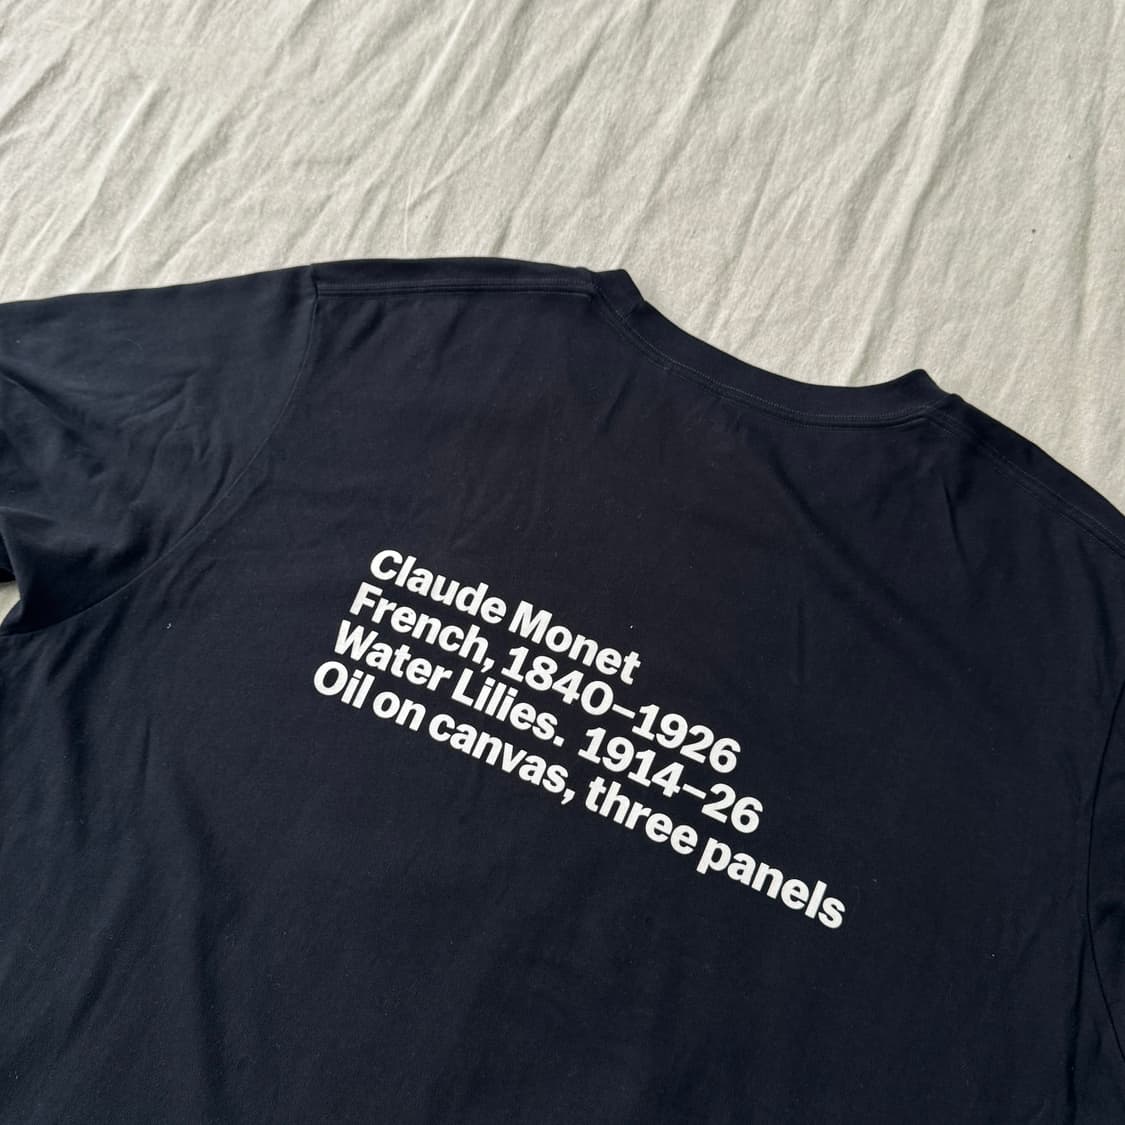 Claude Monet
French, 1840–1926
Water Lilies. 1914–26
Oil on canvas, three panels